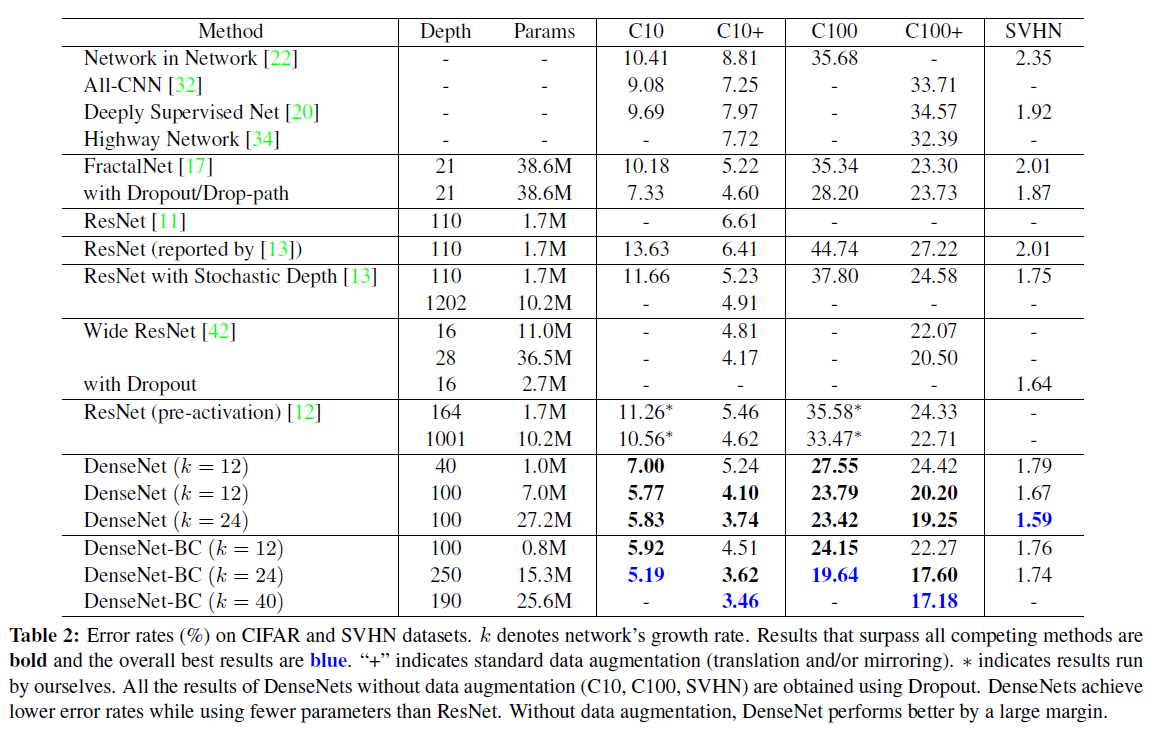 Method Depth Params C10 C10+ C100 C100+ SVHN
Network in Network [22] - - 10.41 8.81 35.68 - 2.35
All-CNN [32] - - 9.08 7.25 - 33.71 -
Deeply Supervised Net [20] - - 9.69 7.97 - 34.57 1.92
Highway Network [34] - - - 7.72 - 32.39 -
FractalNet [17] 21 38.6M 10.18 5.22 35.34 23.30 2.01
with Dropout/Drop-path 21 38.6M 7.33 4.60 28.20 23.73 1.87
ResNet [11] 110 1.7M - 6.61 - - -
ResNet (reported by [13]) 110 1.7M 13.63 6.41 44.74 27.22 2.01
ResNet with Stochastic Depth [13] 110 1.7M 11.66 5.23 37.80 24.58 1.75
1202 10.2M - 4.91 - - -
Wide ResNet [42] 16 11.0M - 4.81 - 22.07 -
28 36.5M - 4.17 - 20.50 -
with Dropout 16 2.7M - - - - 1.64
ResNet (pre-activation) [12] 164 1.7M 11.26* 5.46 35.58* 24.33 -
1001 10.2M 10.56* 4.62 33.47* 22.71 -
DenseNet (k = 12) 40 1.0M 7.00 5.24 27.55 24.42 1.79
DenseNet (k = 12) 100 7.0M 5.77 4.10 23.79 20.20 1.67
DenseNet (k = 24) 100 27.2M 5.83 3.74 23.42 19.25 1.59
DenseNet-BC (k = 12) 100 0.8M 5.92 4.51 24.15 22.27 1.76
DenseNet-BC (k = 24) 250 15.3M 5.19 3.62 19.64 17.60 1.74
DenseNet-BC (k = 40) 190 25.6M - 3.46 - 17.18 -
Table 2: Error rates (%) on CIFAR and SVHN datasets. k denotes network's growth rate. Results that surpass all competing methods are
bold and the overall best results are blue. “+” indicates standard data augmentation (translation and/or mirroring). * indicates results run
by ourselves. All the results of DenseNets without data augmentation (C10, C100, SVHN) are obtained using Dropout. DenseNets achieve
lower error rates while using fewer parameters than ResNet. Without data augmentation, DenseNet performs better by a large margin.